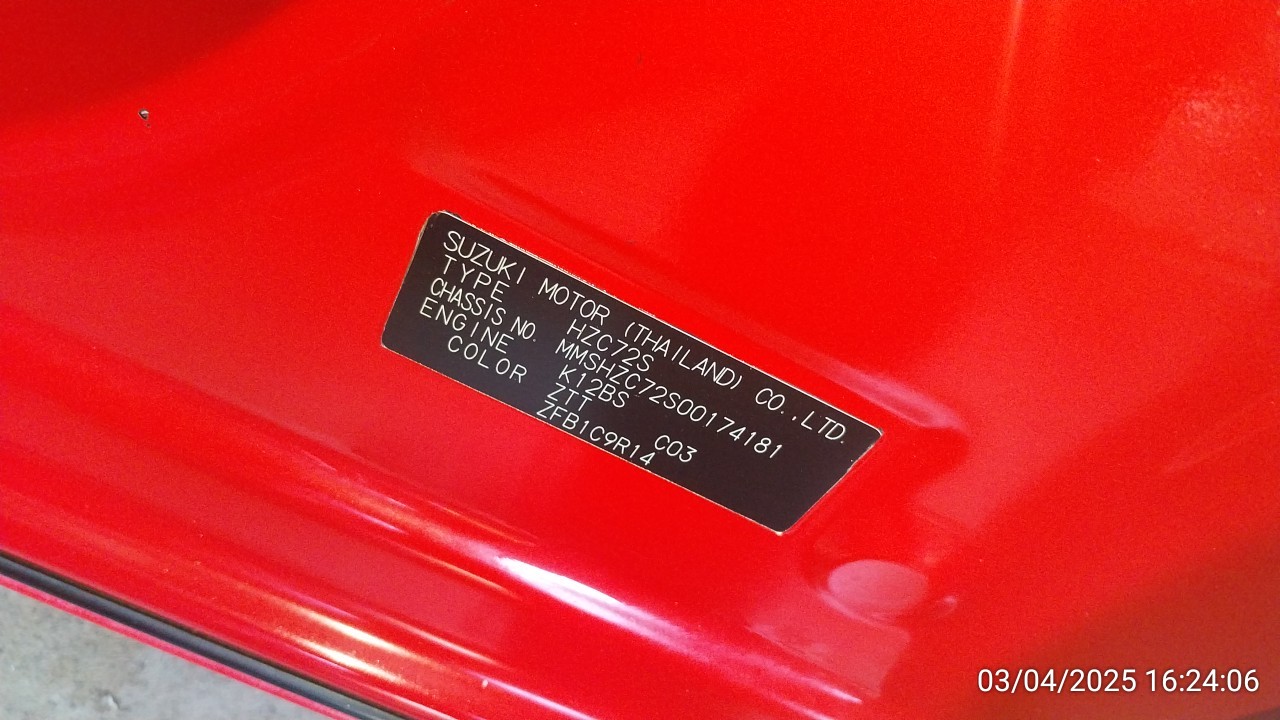 SUZUKI MOTOR (THAILAND) CO.,LTD.
TYPE HZC72S
CHASSIS NO. MMSHZC72S00174181
ENGINE K12BS
COLOR ZTT C03
ZFB1C9R14
03/04/2025 16:24:06